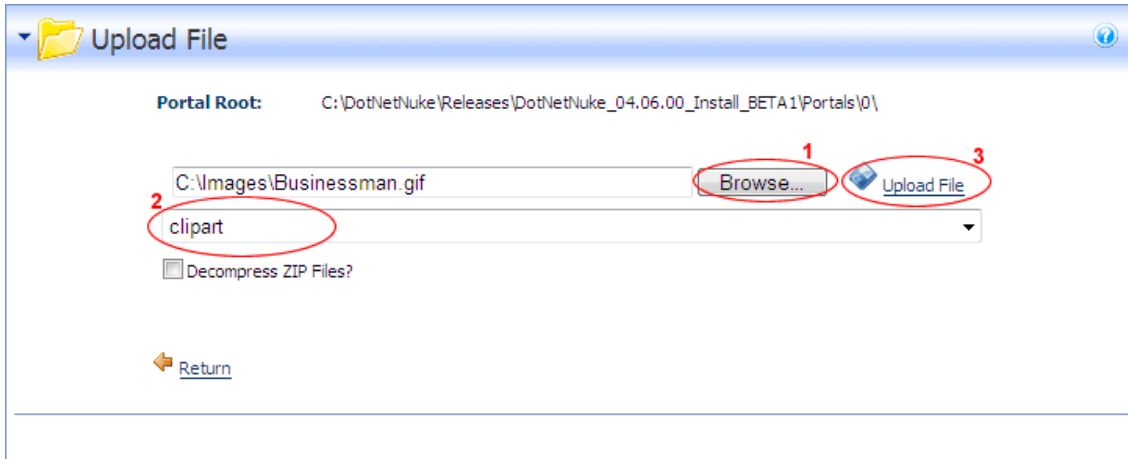 Upload File
Portal Root: C:\DotNetNuke\Releases\DotNetNuke_04.06.00_Install_BETA1\Portals\0\
1
3
C:\Images\Businessman.gif Browse... Upload File
2
clipart
Decompress ZIP Files?
Return